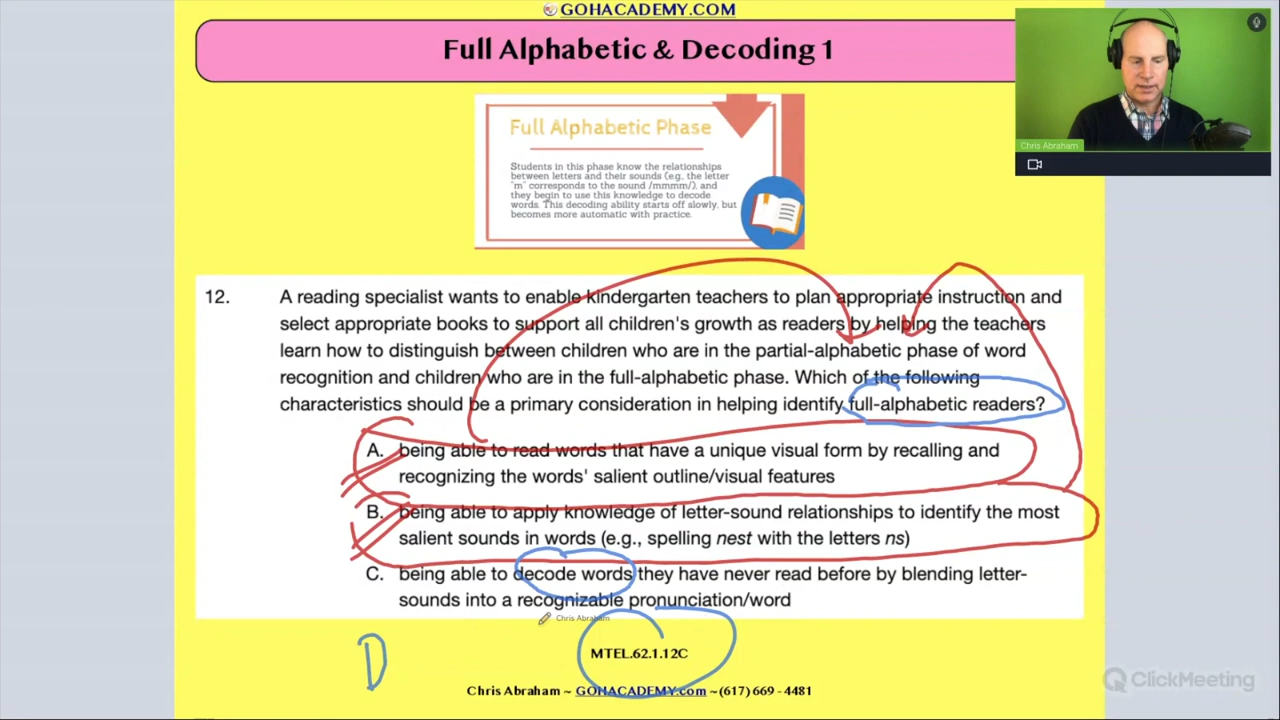 GOHACADEMY.COM
Full Alphabetic & Decoding 1
Chris Abraham
Full Alphabetic Phase
Students in this phase know the relationships
between letters and their sounds (e.g., the letter
"m" corresponds to the sound /mmmm/), and
they begin to use this knowledge to decode
words. This decoding ability starts off slowly, but
becomes more automatic with practice.
12. A reading specialist wants to enable kindergarten teachers to plan appropriate instruction and
select appropriate books to support all children's growth as readers by helping the teachers
learn how to distinguish between children who are in the partial-alphabetic phase of word
recognition and children who are in the full-alphabetic phase. Which of the following
characteristics should be a primary consideration in helping identify full-alphabetic readers?
A. being able to read words that have a unique visual form by recalling and
recognizing the words' salient outline/visual features
B. being able to apply knowledge of letter-sound relationships to identify the most
salient sounds in words (e.g., spelling nest with the letters ns)
C. being able to decode words they have never read before by blending letter-
sounds into a recognizable pronunciation/word
Chris Abraham
D
MTEL.62.1.12C
Chris Abraham ~ GOHACADEMY.com ~(617) 669 - 4481
ClickMeeting